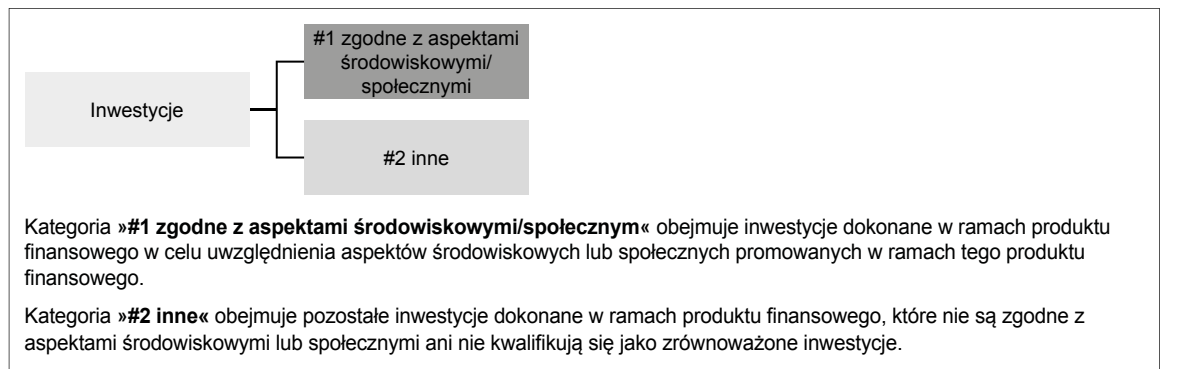 #1 zgodne z aspektami
środowiskowymi/
społecznymi
Inwestycje
#2 inne
Kategoria »#1 zgodne z aspektami środowiskowymi/społecznym« obejmuje inwestycje dokonane w ramach produktu
finansowego w celu uwzględnienia aspektów środowiskowych lub społecznych promowanych w ramach tego produktu
finansowego.
Kategoria »#2 inne« obejmuje pozostałe inwestycje dokonane w ramach produktu finansowego, które nie są zgodne z
aspektami środowiskowymi lub społecznymi ani nie kwalifikują się jako zrównoważone inwestycje.